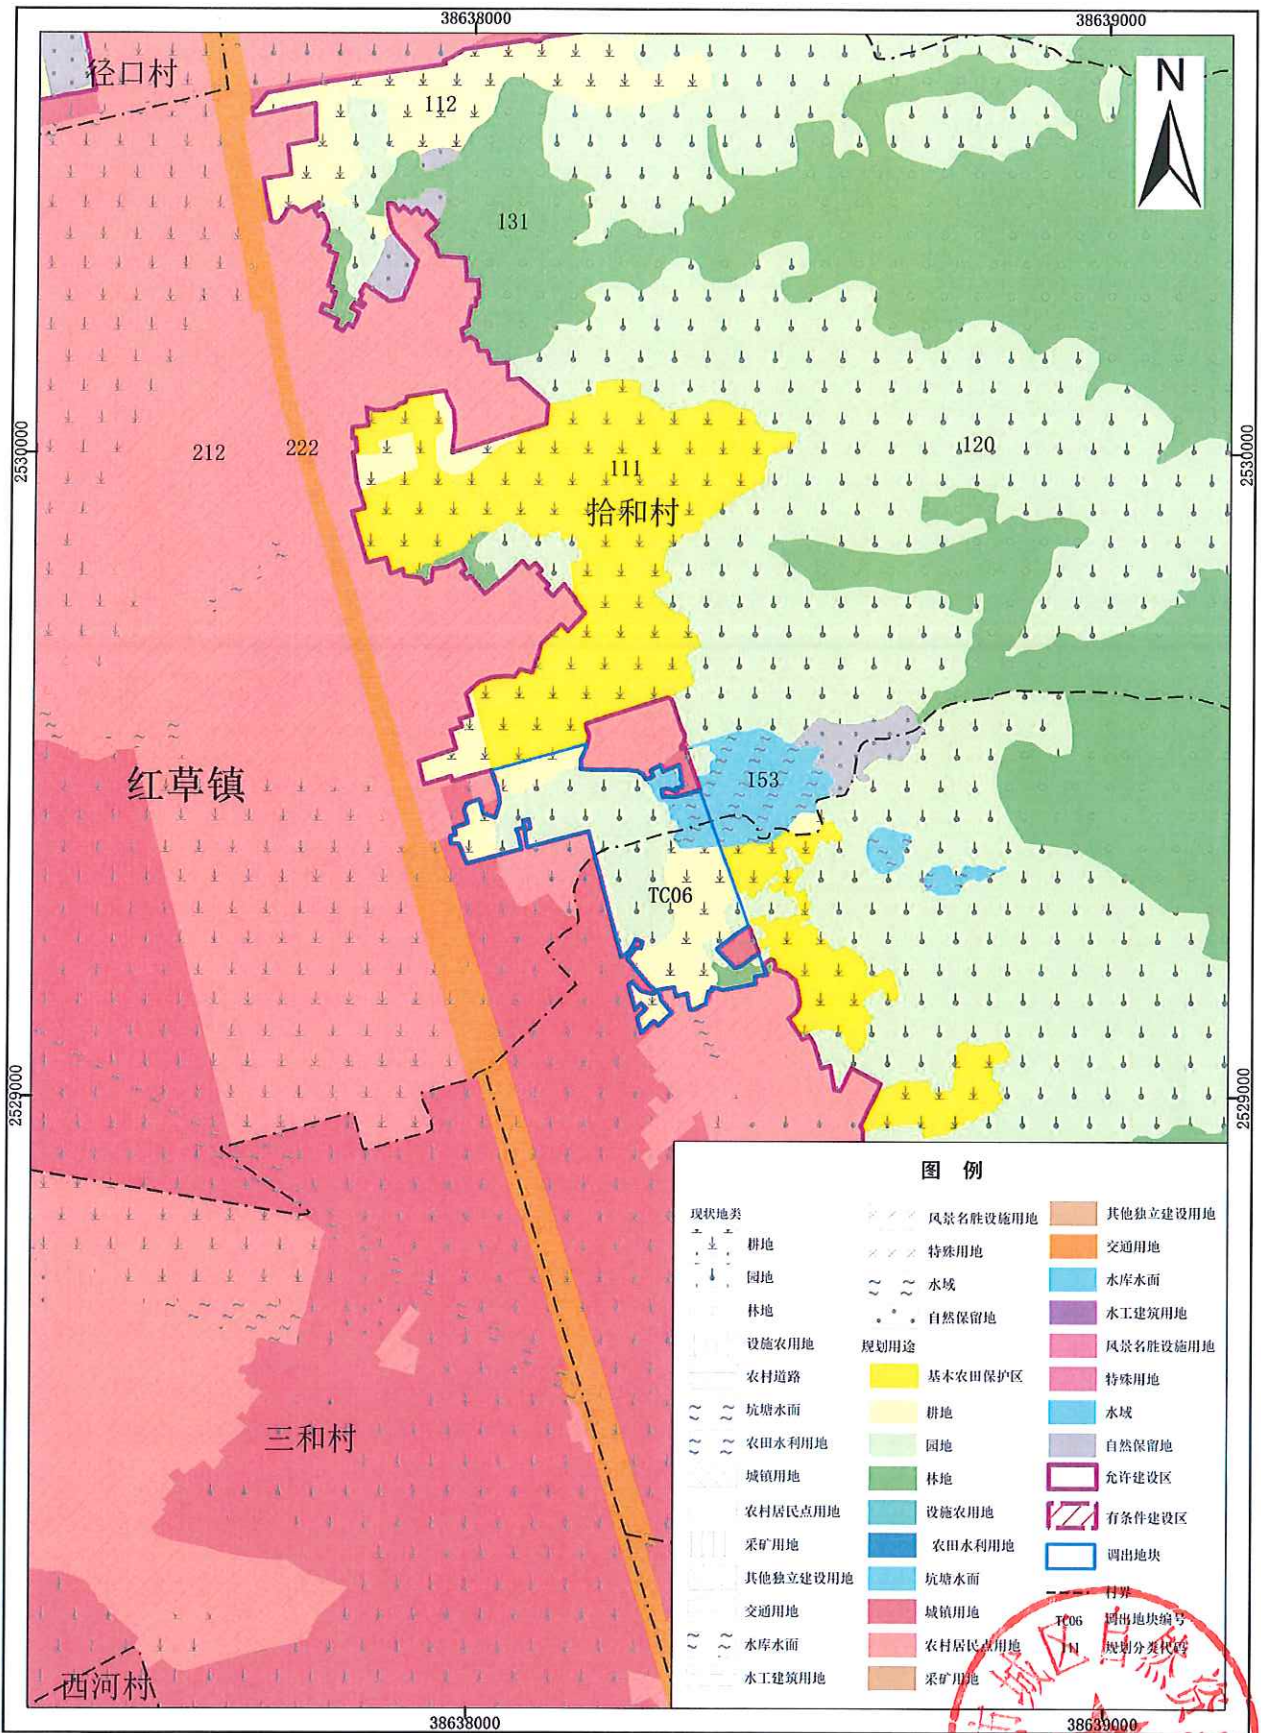 38638000
38639000
径口村
112
N
131
2530000
212
222
111
120
2530000
拾和村
红草镇
153
TC06
2529000
2529000
三和村
西河村
图 例
现状地类
耕地
园地
林地
设施农用地
农村道路
坑塘水面
农田水利用地
城镇用地
农村居民点用地
采矿用地
其他独立建设用地
交通用地
水库水面
水工建筑用地
风景名胜设施用地
特殊用地
水域
自然保留地
规划用途
基本农田保护区
耕地
园地
林地
设施农用地
农田水利用地
坑塘水面
城镇用地
农村居民点用地
采矿用地
其他独立建设用地
交通用地
水库水面
水工建筑用地
风景名胜设施用地
特殊用地
水域
自然保留地
允许建设区
有条件建设区
调出地块
村界
TC06 调出地块编号
111 规划分类代码
城区自然资
38638000
38639000